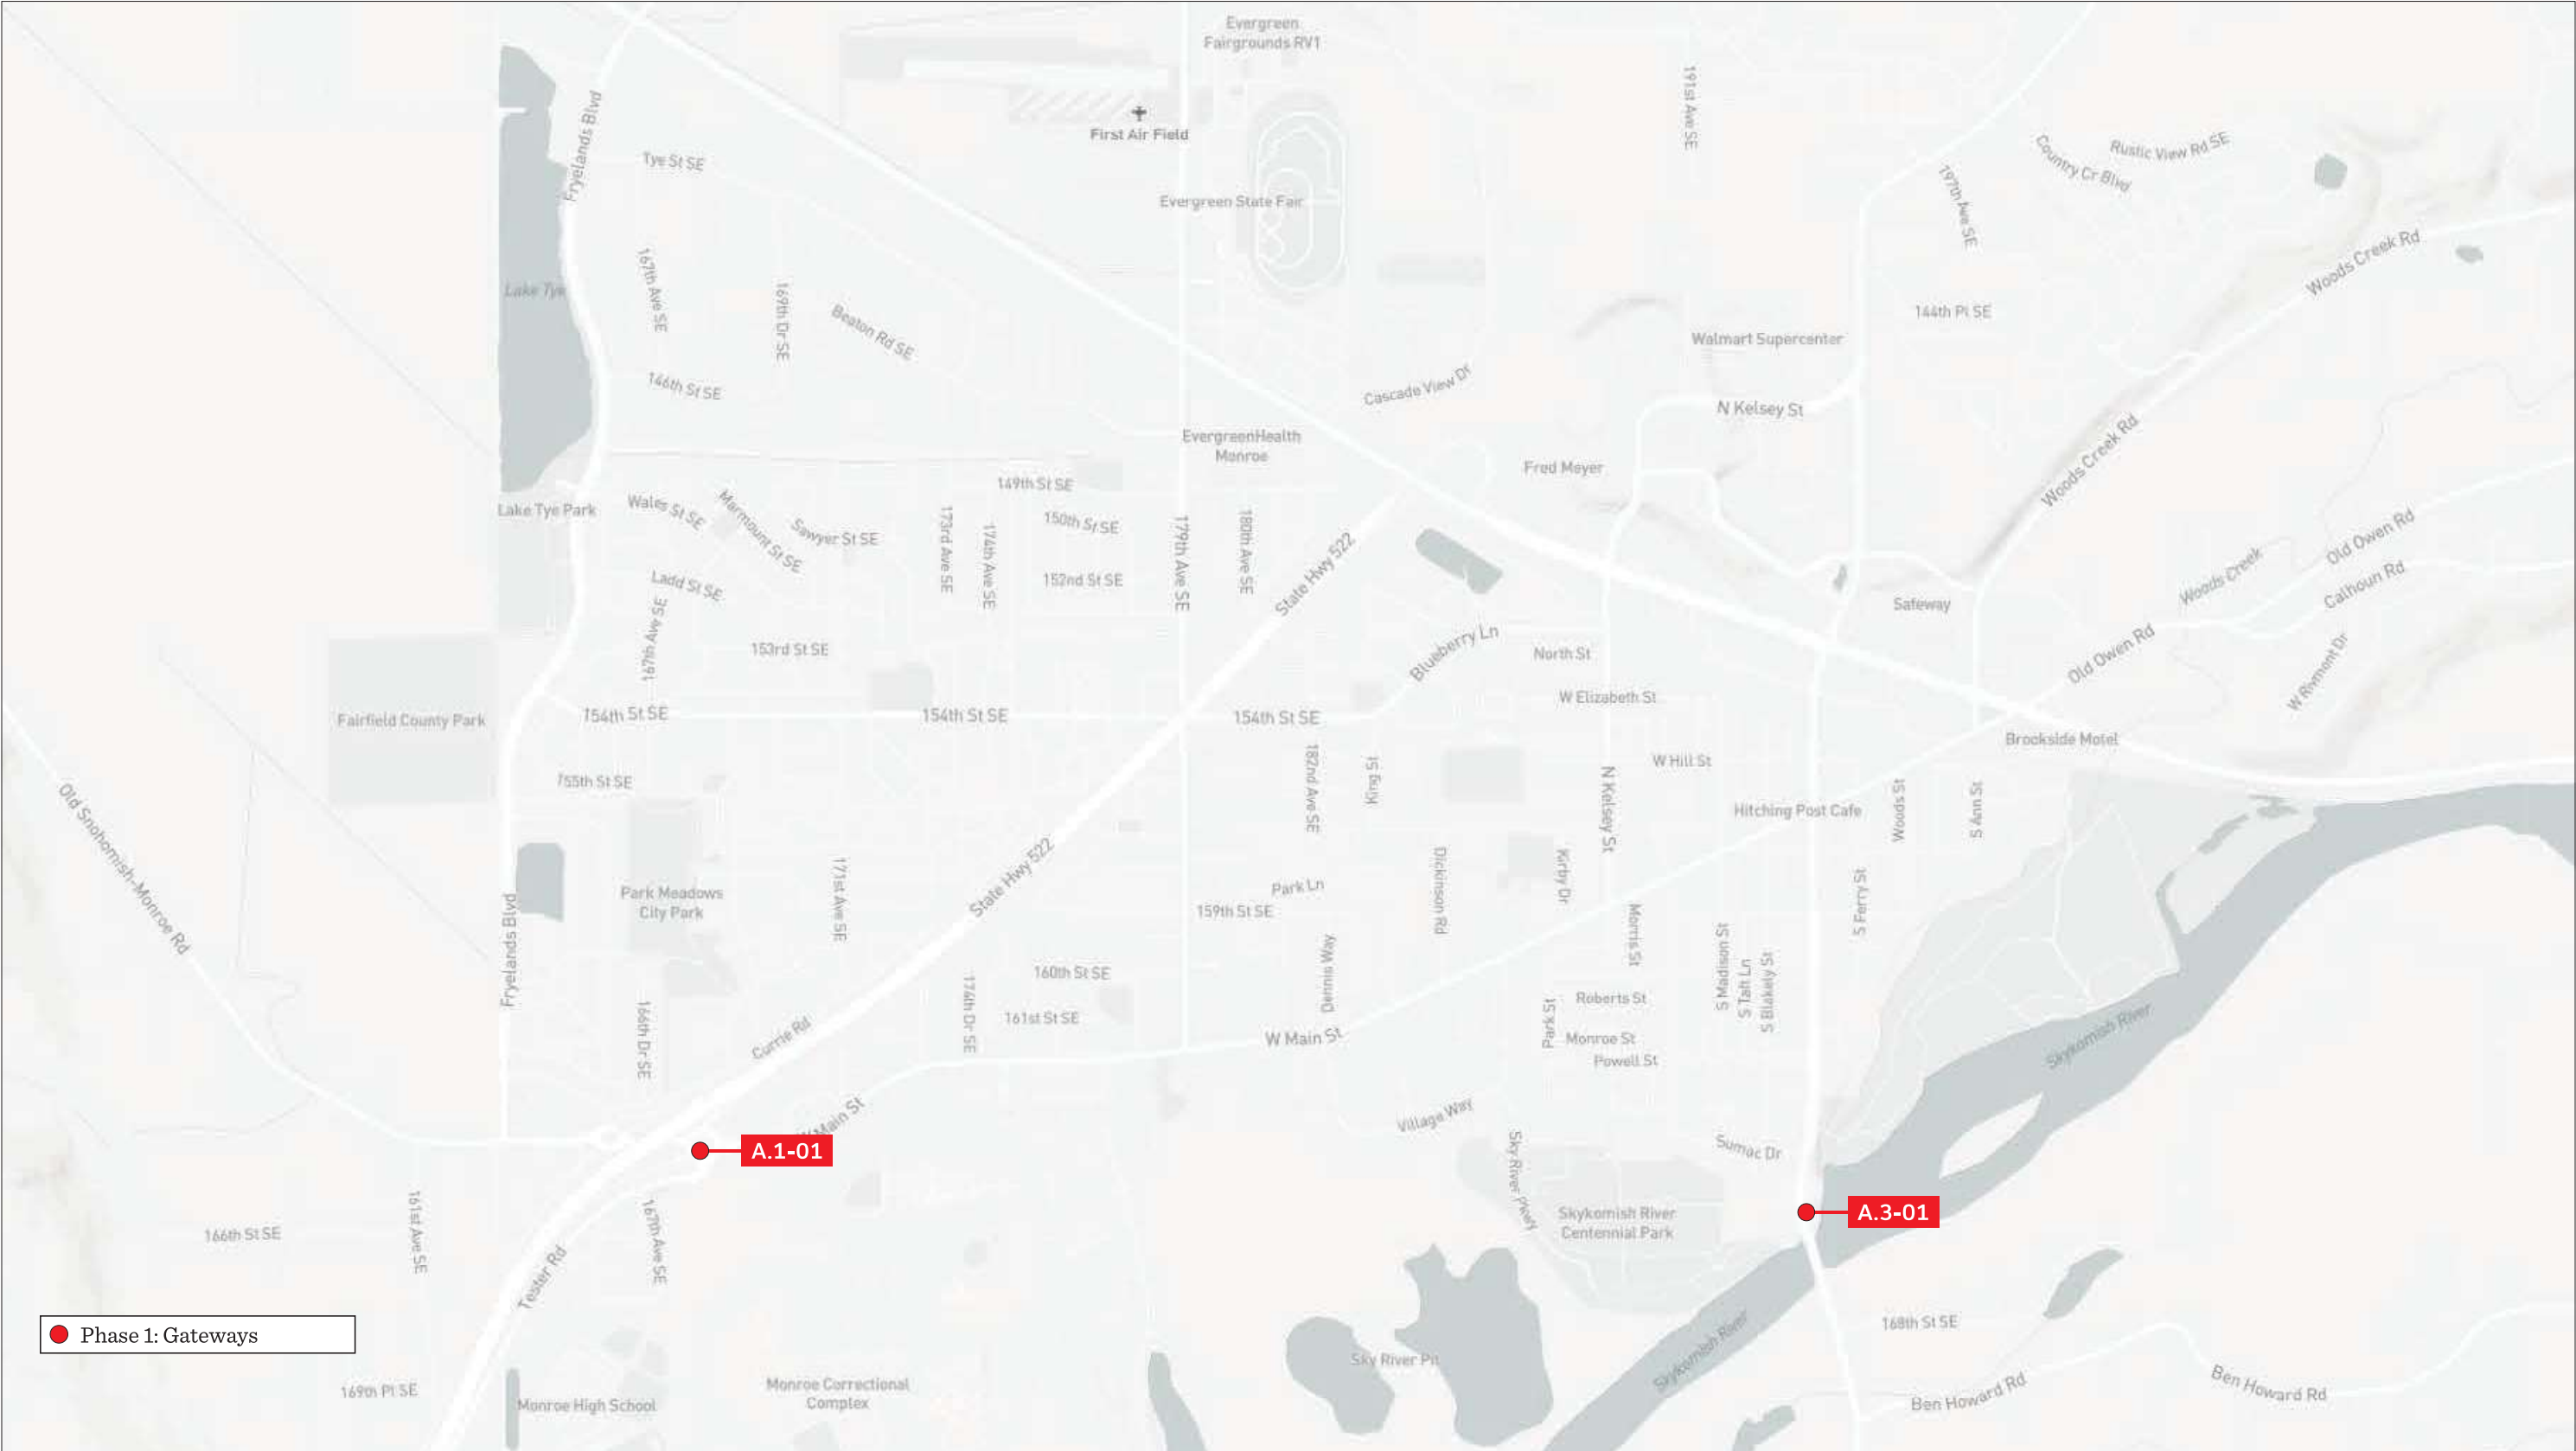 Evergreen
Fairgrounds RV1
191st Ave SE
Fryelands Blvd
First Air Field
Tye St SE
Country Cr Blvd
Rustic View Rd SE
197th Ave SE
Evergreen State Fair
Woods Creek Rd
Lake Tye
167th Ave SE
169th Dr SE
Beaton Rd SE
144th Pl SE
Walmart Supercenter
146th St SE
Cascade View Dr
N Kelsey St
EvergreenHealth
Monroe
Fred Meyer
Woods Creek Rd
149th St SE
Lake Tye Park
Wales St SE
Marmount St SE
Sawyer St SE
173rd Ave SE
174th Ave SE
150th St SE
179th Ave SE
180th Ave SE
State Hwy 522
Old Owen Rd
Woods Creek
Calhoun Rd
152nd St SE
Ladd St SE
Safeway
167th Ave SE
153rd St SE
Blueberry Ln
North St
Old Owen Rd
W Rivmont Dr
W Elizabeth St
Fairfield County Park
154th St SE
154th St SE
154th St SE
Brookside Motel
155th St SE
182nd Ave SE
King St
W Hill St
N Kelsey St
Hitching Post Cafe
Woods St
S Ann St
Old Snohomish-Monroe Rd
Fryelands Blvd
Park Meadows
City Park
171st Ave SE
State Hwy 522
Park Ln
159th St SE
Dickinson Rd
Kirby Dr
Morris St
S Ferry St
S Madison St
S Taft Ln
S Blakely St
160th St SE
174th Dr SE
161st St SE
Dennis Way
Roberts St
Park St
Monroe St
Powell St
166th Dr SE
Currie Rd
W Main St
Skykomish River
Main St
Village Way
Sky River Pkwy
Sumac Dr
A.1-01
A.3-01
Skykomish River
Centennial Park
166th St SE
161st Ave SE
167th Ave SE
Tester Rd
Phase 1: Gateways
168th St SE
Skykomish River
Sky River Pit
169th Pl SE
Monroe High School
Monroe Correctional
Complex
Ben Howard Rd
Ben Howard Rd